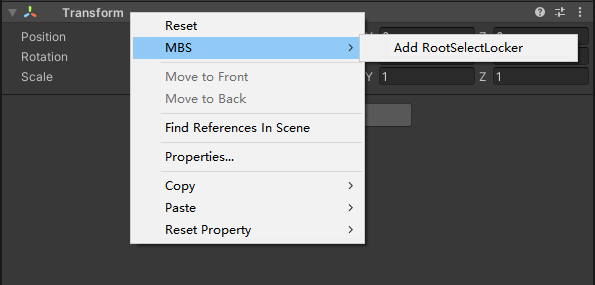 Transform
Reset
Position
MBS
Add RootSelectLocker
Rotation
Move to Front
Scale
Y 1 Z 1
Move to Back
Find References In Scene
Properties...
Copy
Paste
Reset Property